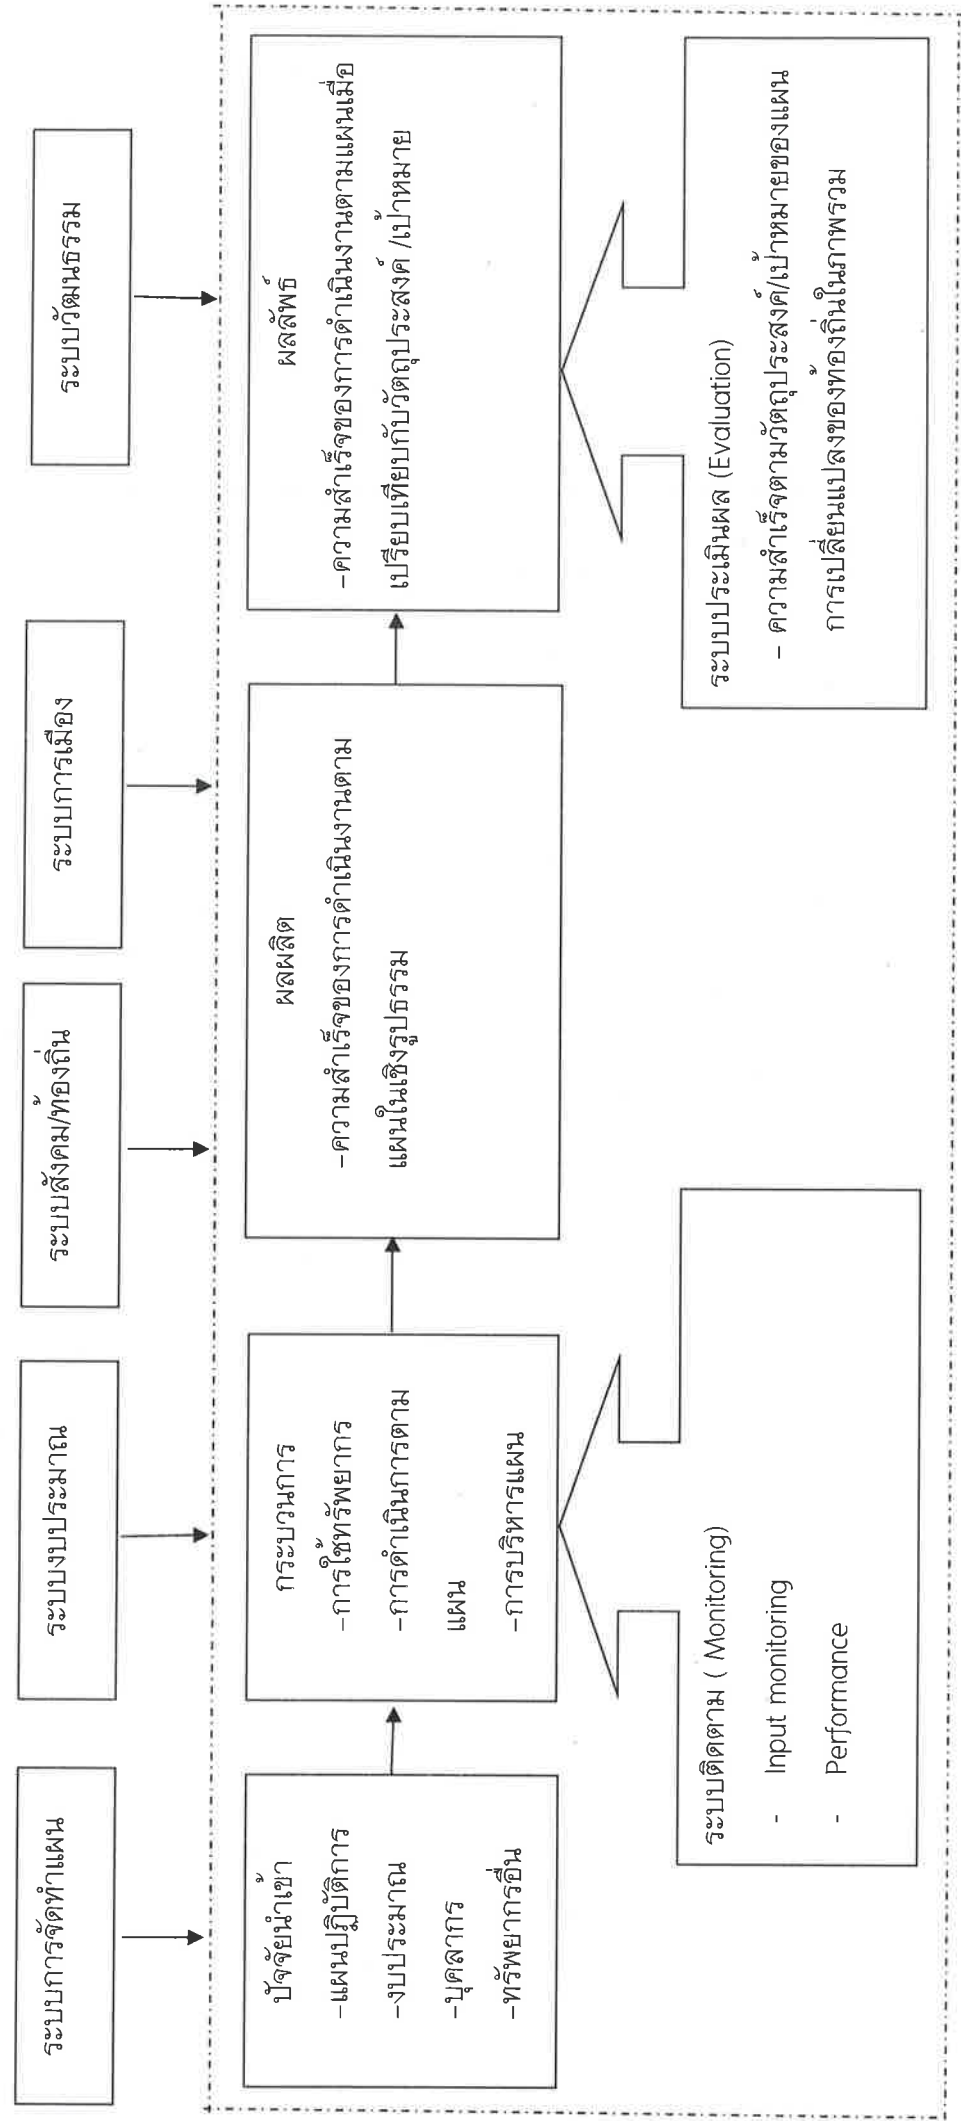 ระบบการจัดทำแผน
ระบบงบประมาณ
ระบบสังคม/ท้องถิ่น
ระบบการเมือง
ระบบวัฒนธรรม
ปัจจัยนำเข้า
-แผนปฏิบัติการ
-งบประมาณ
-บุคลากร
-ทรัพยากรอื่น
กระบวนการ
-การใช้ทรัพยากร
-การดำเนินการตาม
แผน
-การบริหารแผน
ผลผลิต
-ความสำเร็จของการดำเนินงานตาม
แผนในเชิงรูปธรรม
ผลลัพธ์
-ความสำเร็จของการดำเนินงานตามแผนเมื่อ
เปรียบเทียบกับวัตถุประสงค์ /เป้าหมาย
ระบบติดตาม ( Monitoring)
- Input monitoring
- Performance
ระบบประเมินผล (Evaluation)
- ความสำเร็จตามวัตถุประสงค์/เป้าหมายของแผน
การเปลี่ยนแปลงของท้องถิ่นในภาพรวม